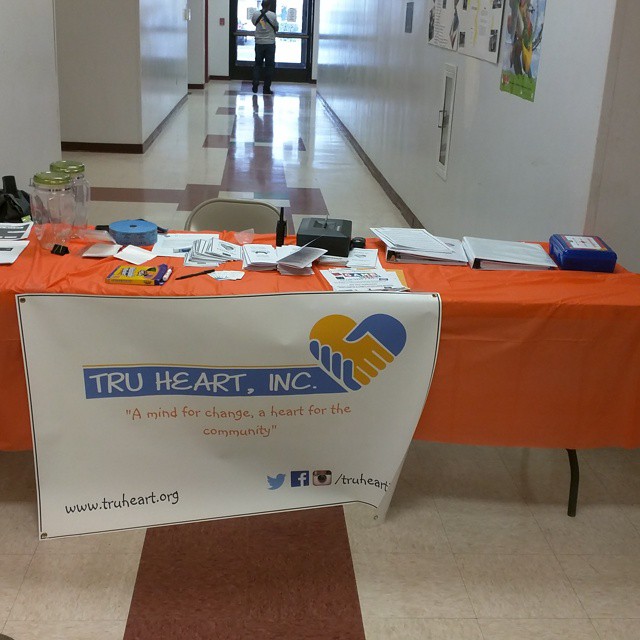 TRU HEART, INC.
"A mind for change, a heart for the
community"
/truheart
www.truheart.org